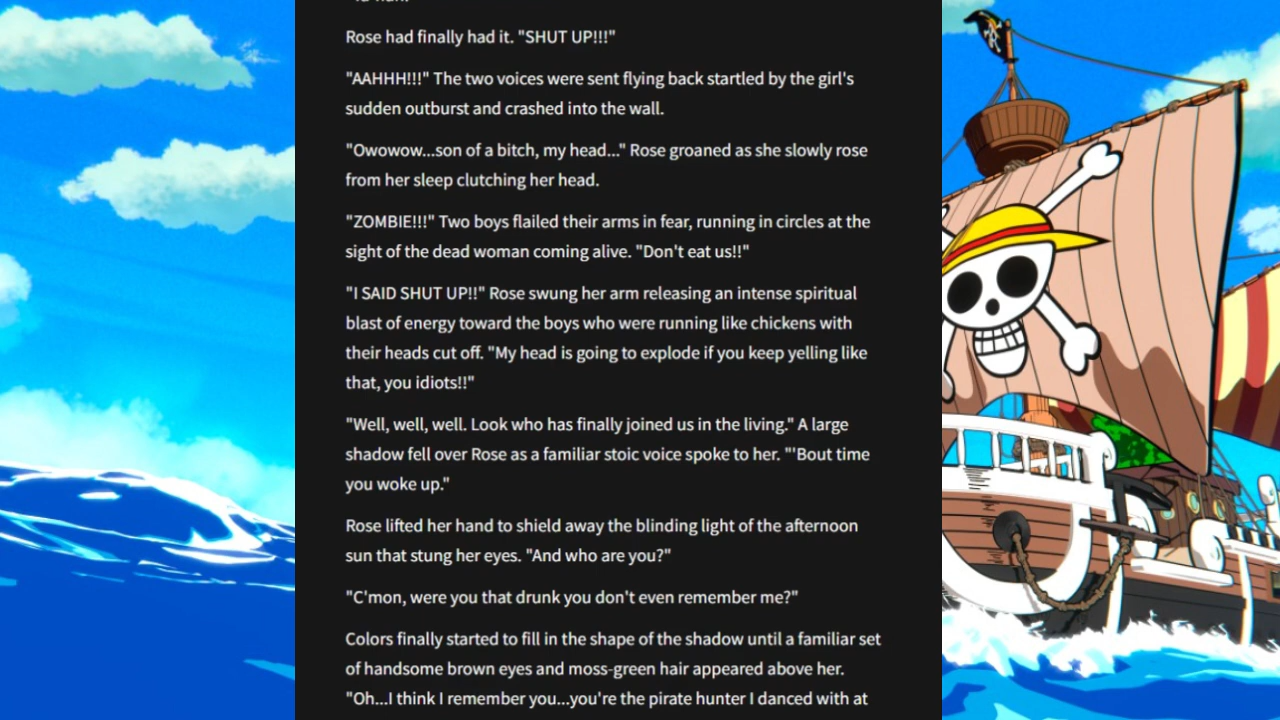 Rose had finally had it. "SHUT UP!!!"
"AAHHH!!!" The two voices were sent flying back startled by the girl's
sudden outburst and crashed into the wall.
"Owowow...son of a bitch, my head..." Rose groaned as she slowly rose
from her sleep clutching her head.
"ZOMBIE!!!" Two boys flailed their arms in fear, running in circles at the
sight of the dead woman coming alive. "Don't eat us!!"
"I SAID SHUT UP!!" Rose swung her arm releasing an intense spiritual
blast of energy toward the boys who were running like chickens with
their heads cut off. "My head is going to explode if you keep yelling like
that, you idiots!!"
"Well, well, well. Look who has finally joined us in the living." A large
shadow fell over Rose as a familiar stoic voice spoke to her. "'Bout time
you woke up."
Rose lifted her hand to shield away the blinding light of the afternoon
sun that stung her eyes. "And who are you?"
"C'mon, were you that drunk you don't even remember me?"
Colors finally started to fill in the shape of the shadow until a familiar set
of handsome brown eyes and moss-green hair appeared above her.
"Oh...I think I remember you...you're the pirate hunter I danced with at